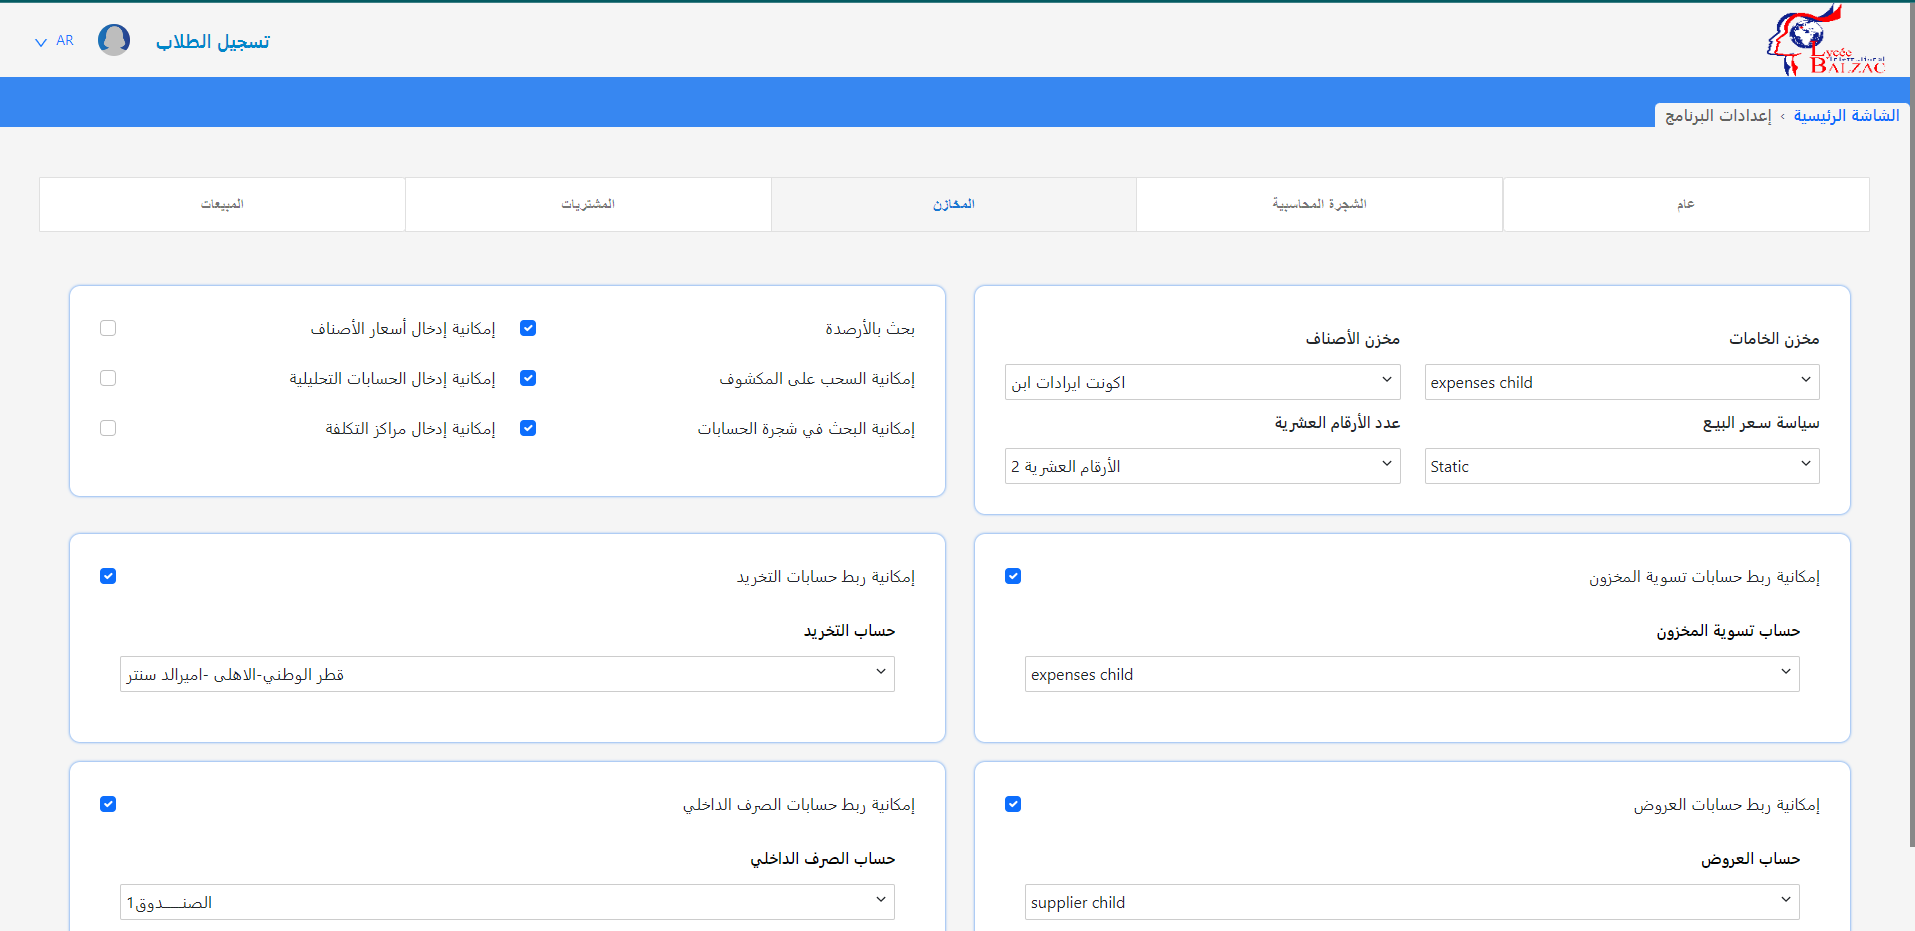 Lycée
International
BALZAC
تسجيل الطلاب
AR
الشاشة الرئيسية › إعدادات البرنامج
عام
الشجرة المحاسبية
المخازن
المشتريات
المبيعات
مخزن الخامات
مخزن الأصناف
expenses child
اكونت ايرادات ابن
سياسة سعر البيع
عدد الأرقام العشرية
Static
الأرقام العشرية 2
بحث بالأرصدة
إمكانية إدخال أسعار الأصناف
إمكانية السحب على المكشوف
إمكانية إدخال الحسابات التحليلية
إمكانية البحث في شجرة الحسابات
إمكانية إدخال مراكز التكلفة
إمكانية ربط حسابات تسوية المخزون
حساب تسوية المخزون
expenses child
إمكانية ربط حسابات التخريد
حساب التخريد
قطر الوطني-الاهلى -اميرالد سنتر
إمكانية ربط حسابات العروض
حساب العروض
supplier child
إمكانية ربط حسابات الصرف الداخلي
حساب الصرف الداخلي
الصنـــــدوق1